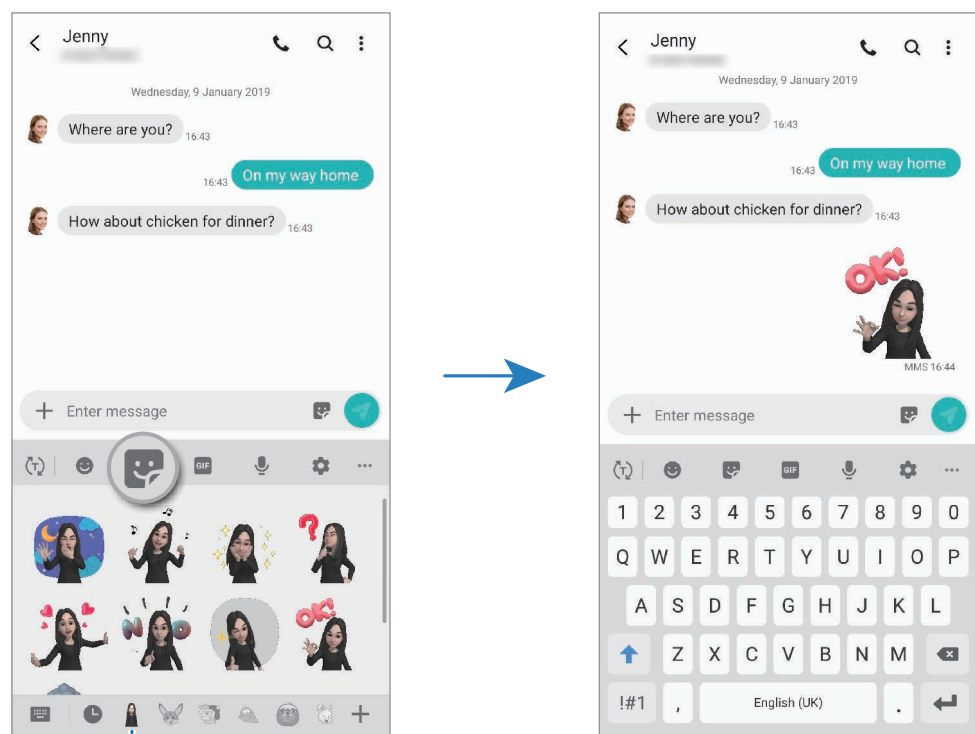 Jenny
Wednesday, 9 January 2019
Where are you?
16:43
16:43
On my way home
How about chicken for dinner?
16:43
Enter message
T
GIF
?
NO
OK!
Jenny
Wednesday, 9 January 2019
Where are you?
16:43
16:43
On my way home
How about chicken for dinner?
16:43
OK!
MMS 16:44
Enter message
T
GIF
1 2 3 4 5 6 7 8 9 0
Q W E R T Y U I O P
A S D F G H J K L
Z X C V B N M
!#1 , English (UK) .